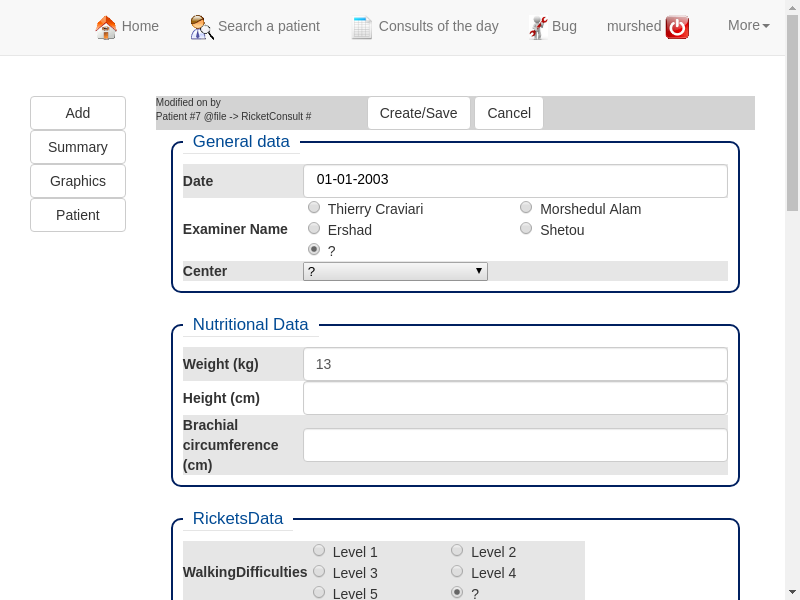 Home Search a patient Consults of the day Bug murshed More
Add
Summary
Graphics
Patient
Modified on by
Patient #7 @file -> RicketConsult #
Create/Save Cancel
General data
Date 01-01-2003
Examiner Name
Thierry Craviari Morshedul Alam
Ershad Shetou
?
Center ?
Nutritional Data
Weight (kg) 13
Height (cm)
Brachial
circumference
(cm)
RicketsData
WalkingDifficulties
Level 1 Level 2
Level 3 Level 4
Level 5 ?